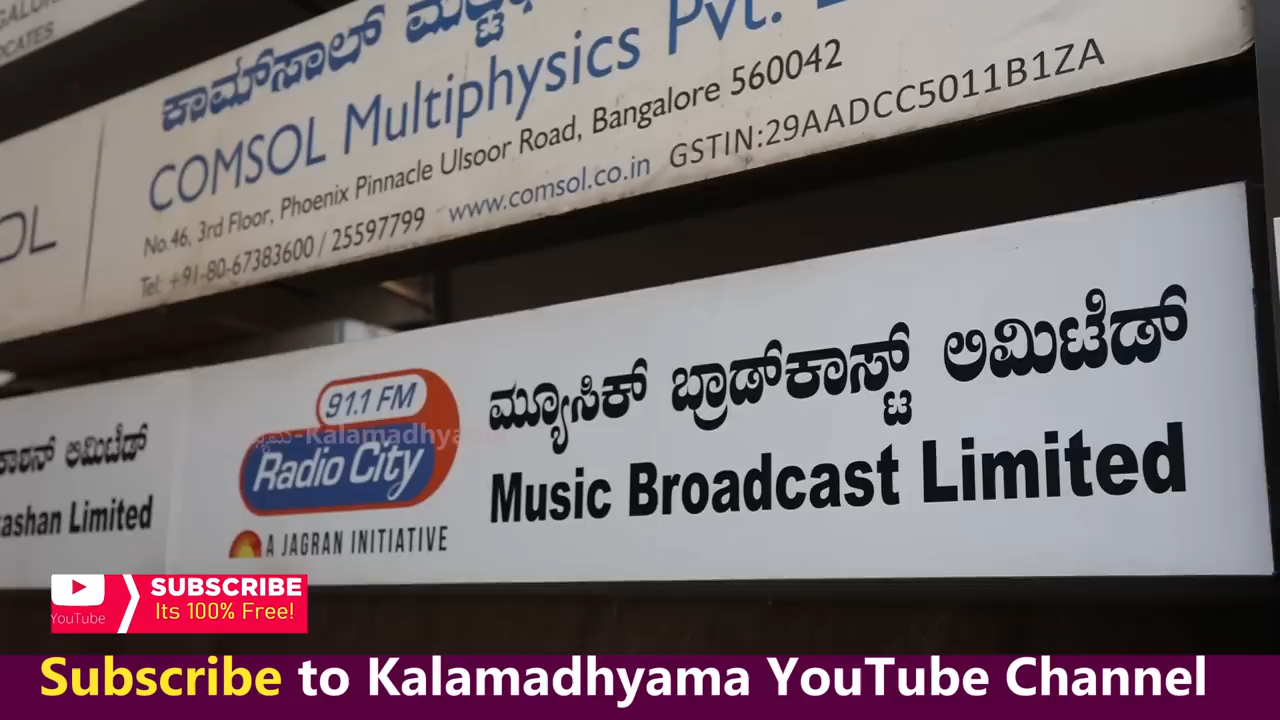 OCATES
ಕಾಮ್‌ಸಾಲ್
COMSOL Multiphysics Pvt.
No.46, 3rd Floor, Phoenix Pinnacle Ulsoor Road, Bangalore 560042
Tel: +91-80-67383600 / 25597799 www.comsol.co.in GSTIN:29AADCC5011B1ZA
OL
ಲಿಮಿಟೆಡ್
ashan Limited
91.1 FM
Radio City
A JAGRAN INITIATIVE
ಮ್ಯೂಸಿಕ್ ಬ್ರಾಡ್‌ಕಾಸ್ಟ್ ಲಿಮಿಟೆಡ್
Music Broadcast Limited
-Kalamadhyama
YouTube
SUBSCRIBE
Its 100% Free!
Subscribe to Kalamadhyama YouTube Channel